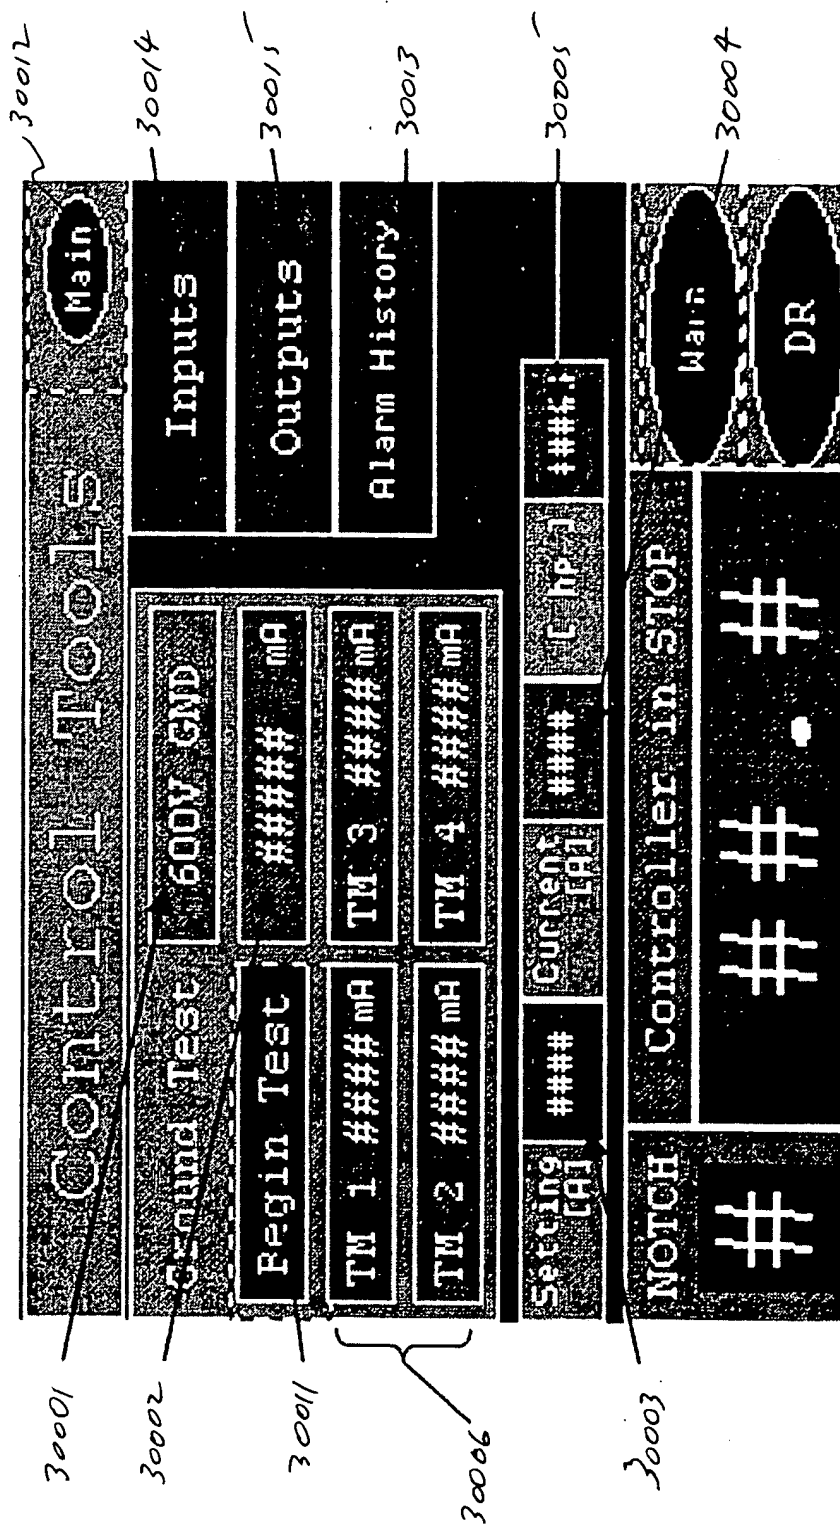 30012
30014
30015
30013
30005
30004
Control Tools
Main
Ground Test
600V GND
Inputs
Begin Test
##### mA
Outputs
TM 1 #### mA
TM 3 #### mA
Alarm History
TM 2 #### mA
TM 4 #### mA
Setting [A]
####
Current [A]
####
[ hP ]
NOTCH
Controller in STOP
Warn
#
# # . #
DR
30001
30002
30011
30006
30003